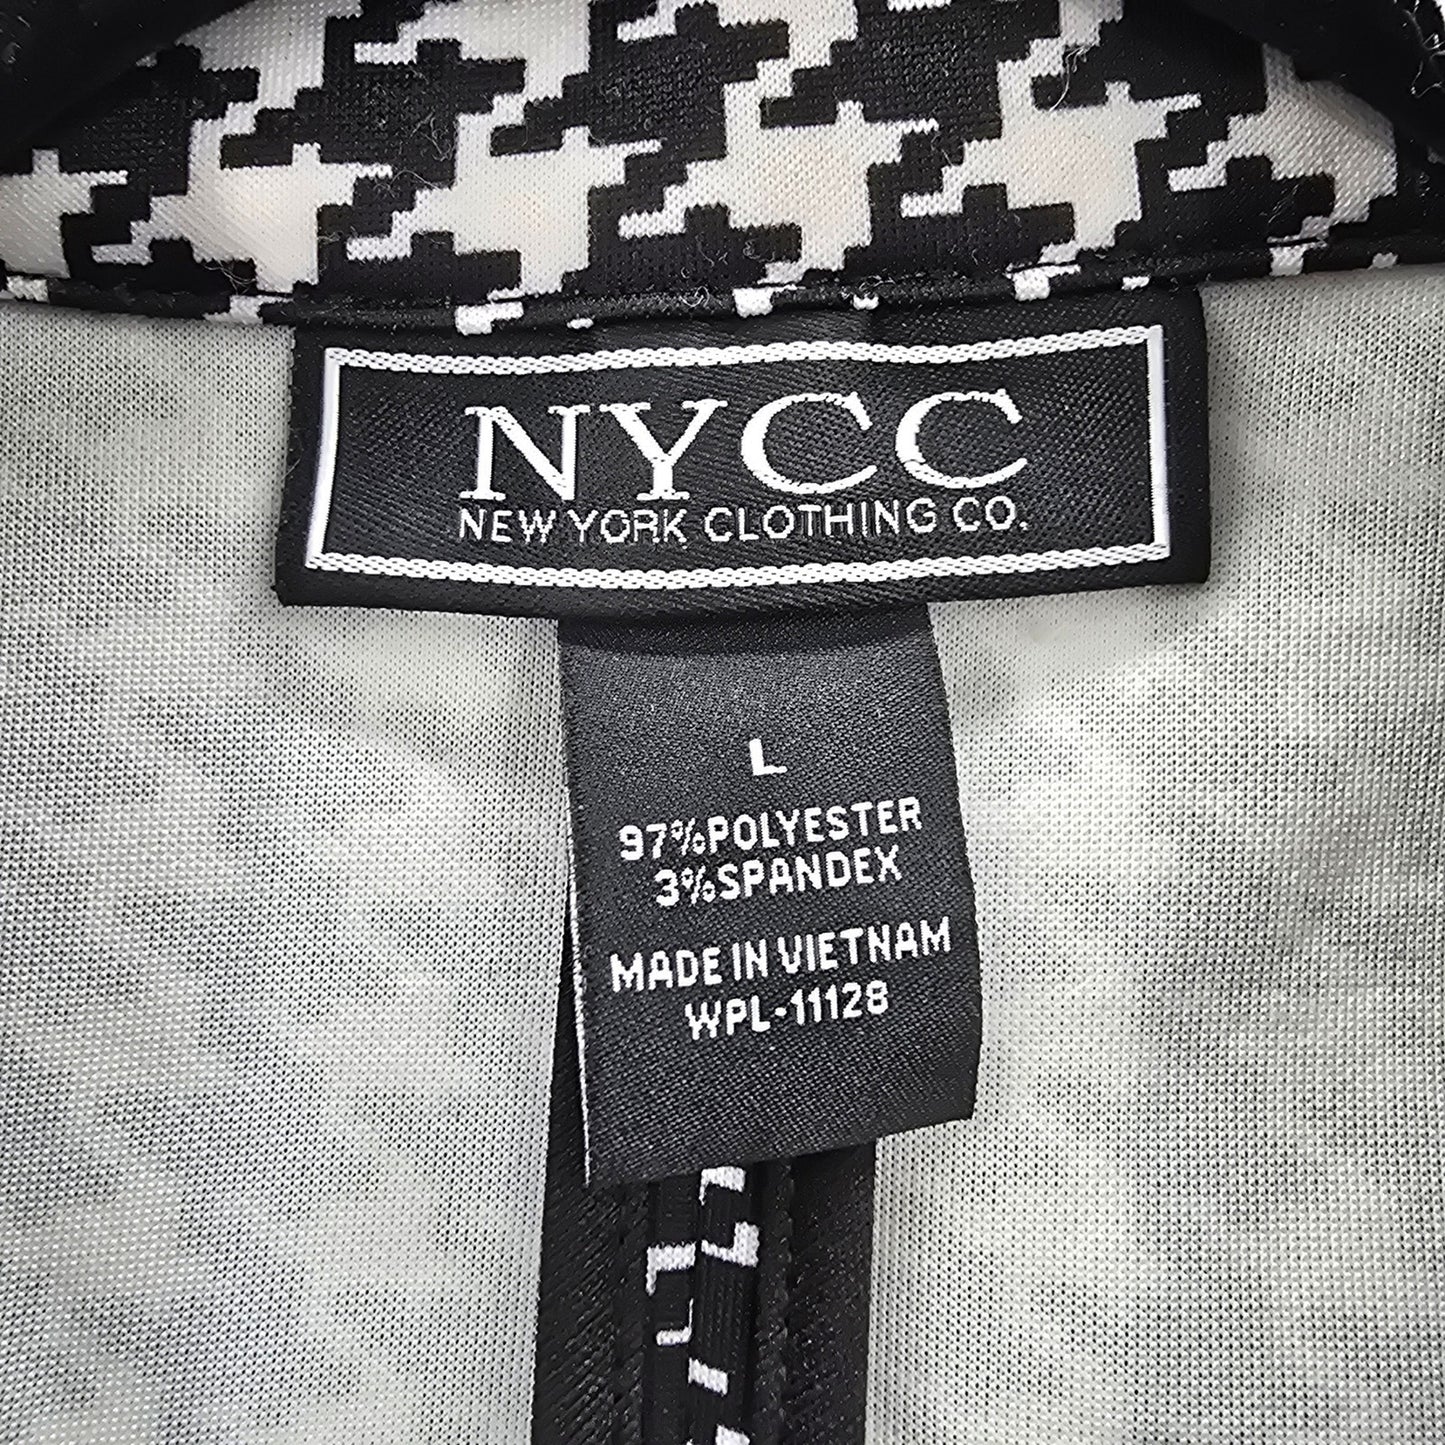 NYCC
NEW YORK CLOTHING CO.
L
97%POLYESTER
3%SPANDEX
MADE IN VIETNAM
WPL-11128